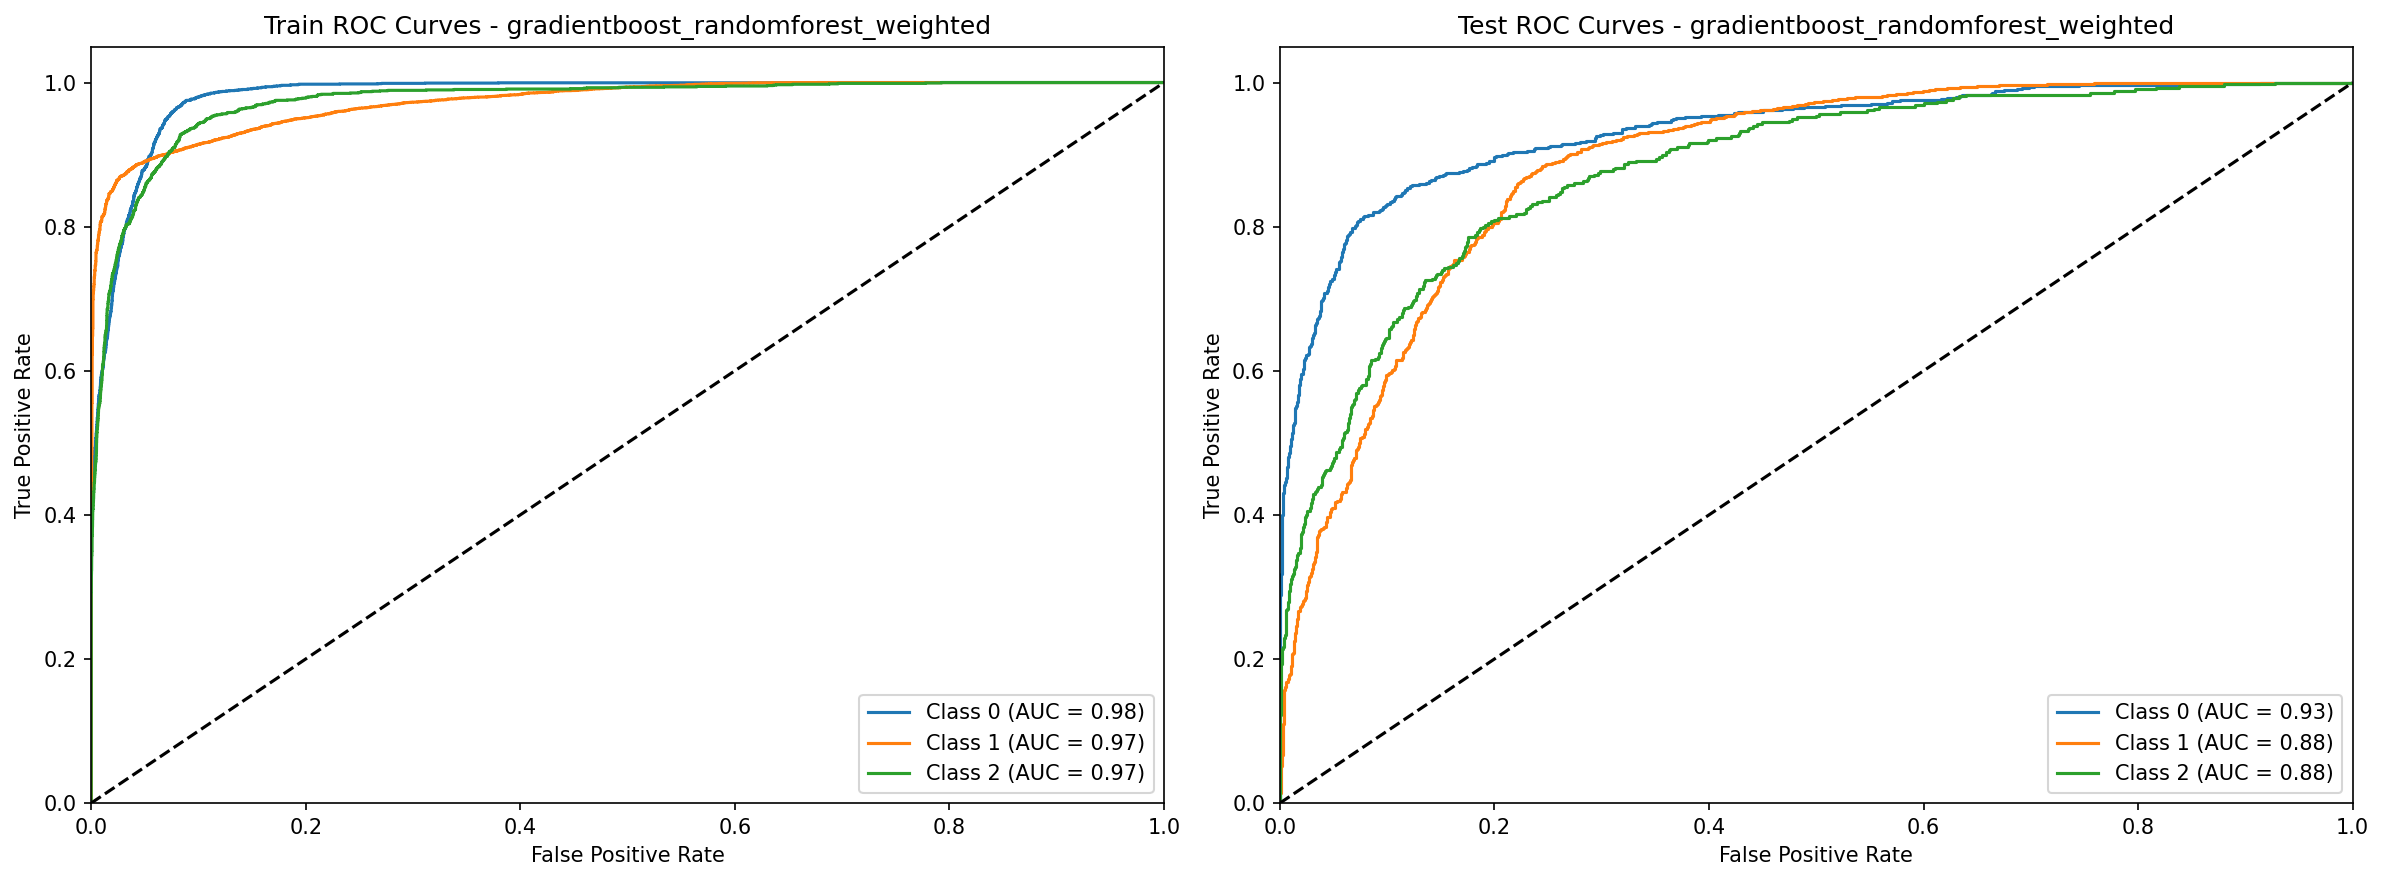 Train ROC Curves - gradientboost_randomforest_weighted
True Positive Rate
1.0
0.8
0.6
0.4
0.2
0.0
Class 0 (AUC = 0.98)
Class 1 (AUC = 0.97)
Class 2 (AUC = 0.97)
0.0 0.2 0.4 0.6 0.8 1.0
False Positive Rate
Test ROC Curves - gradientboost_randomforest_weighted
True Positive Rate
1.0
0.8
0.6
0.4
0.2
0.0
Class 0 (AUC = 0.93)
Class 1 (AUC = 0.88)
Class 2 (AUC = 0.88)
0.0 0.2 0.4 0.6 0.8 1.0
False Positive Rate